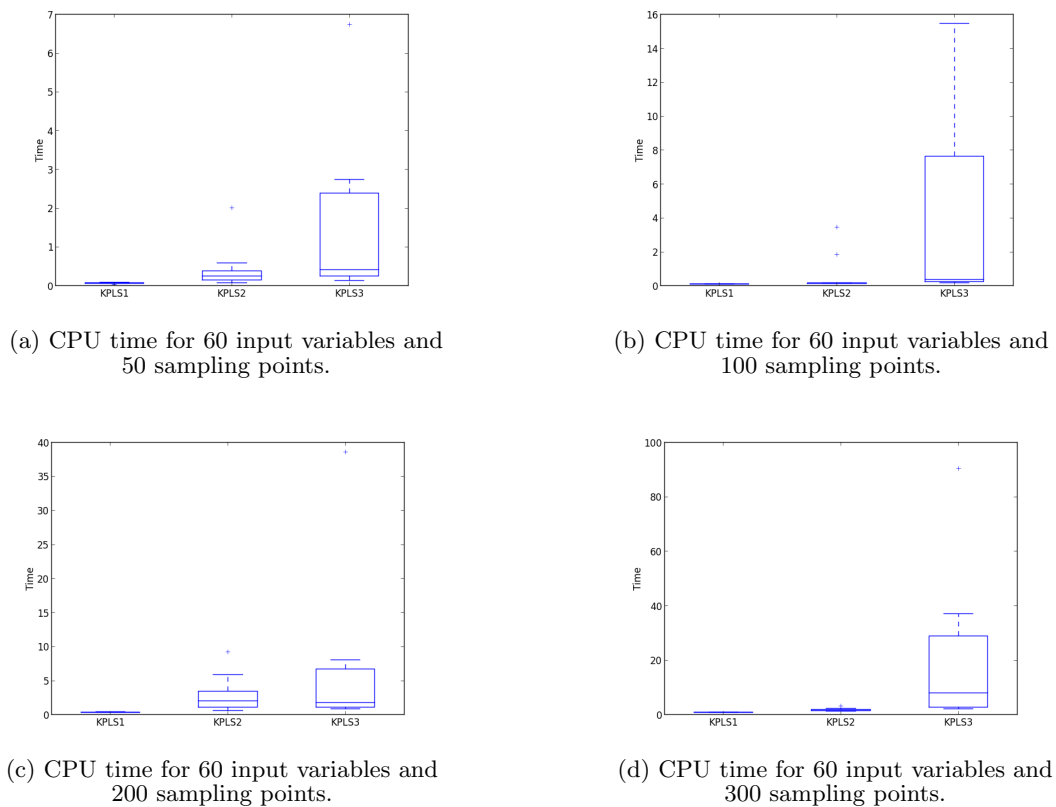 7
6
5
4
3
2
1
0
Time
KPLS1 KPLS2 KPLS3
(a) CPU time for 60 input variables and
50 sampling points.
16
14
12
10
8
6
4
2
0
Time
KPLS1 KPLS2 KPLS3
(b) CPU time for 60 input variables and
100 sampling points.
40
35
30
25
20
15
10
5
0
Time
KPLS1 KPLS2 KPLS3
(c) CPU time for 60 input variables and
200 sampling points.
100
80
60
40
20
0
Time
KPLS1 KPLS2 KPLS3
(d) CPU time for 60 input variables and
300 sampling points.